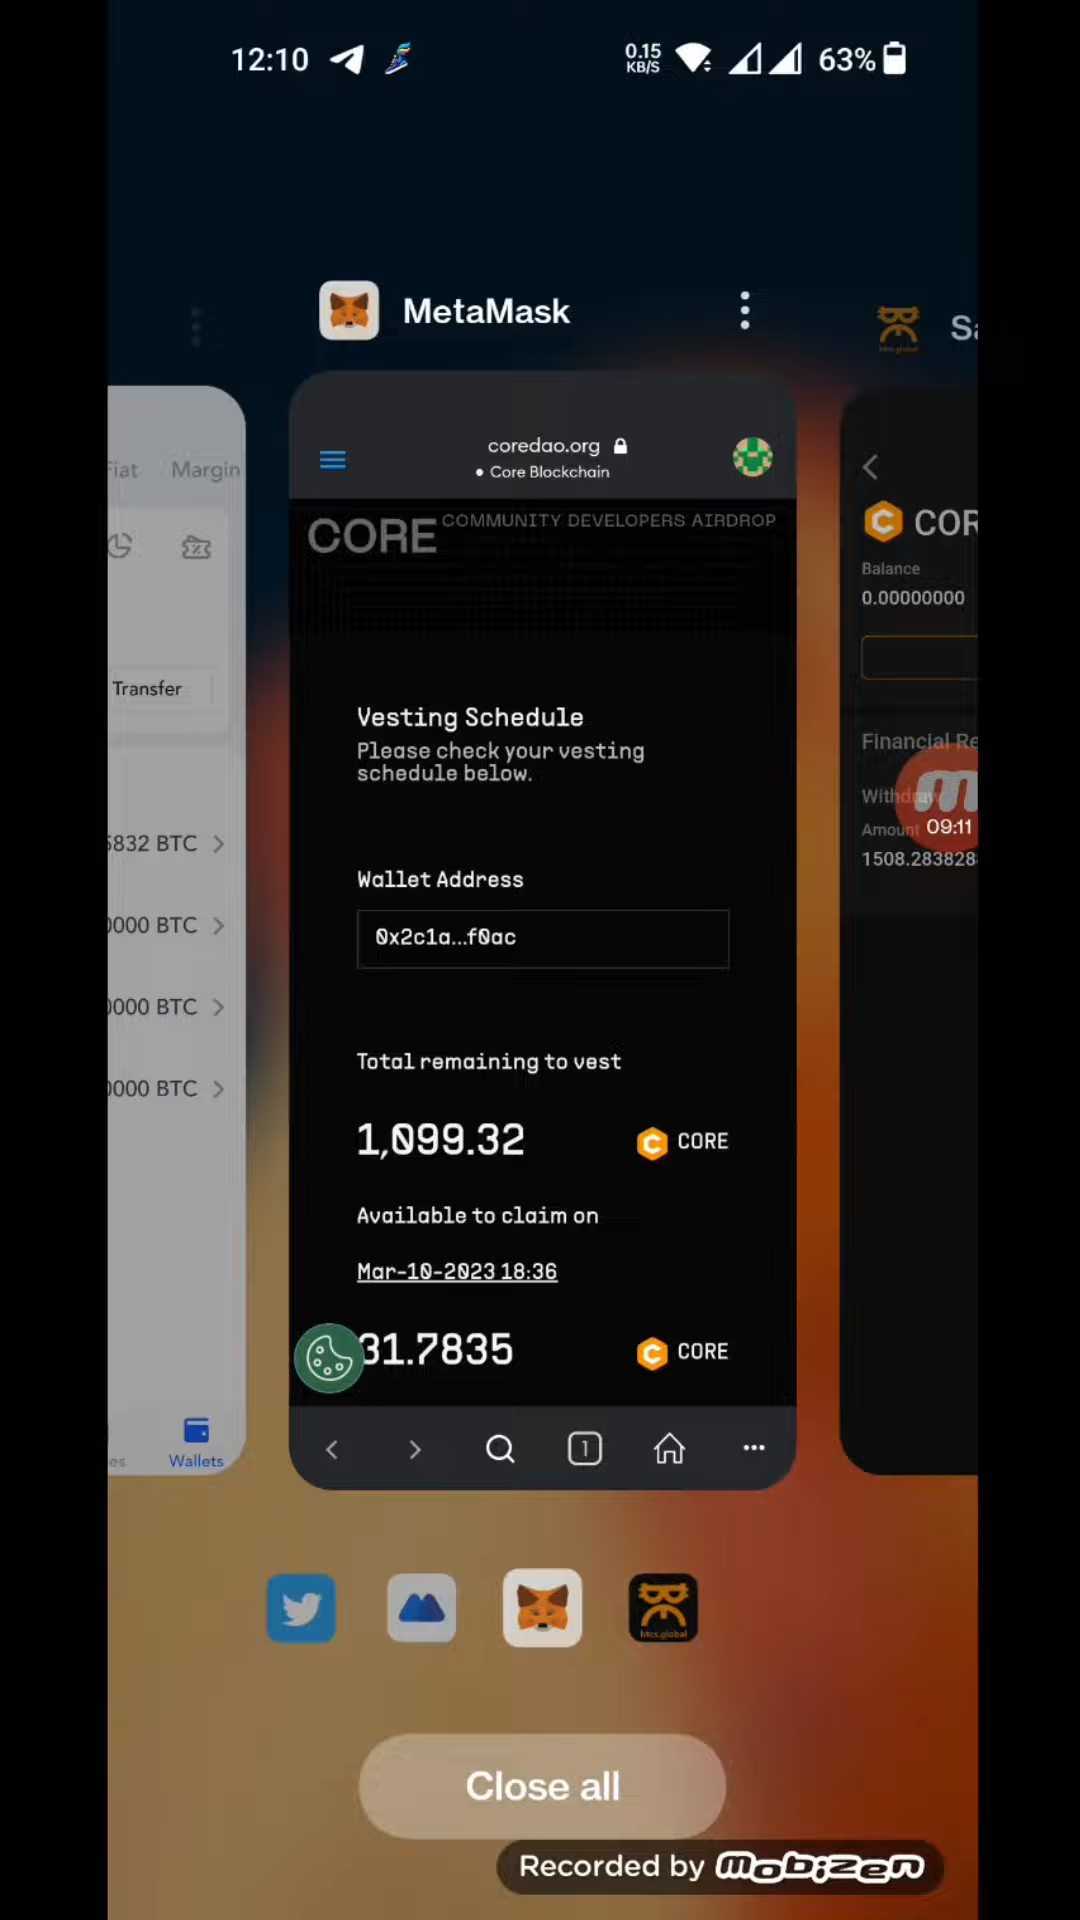 12:10
0.15
KB/S
63%
MetaMask
Fiat Margin
Transfer
5832 BTC
0000 BTC
0000 BTC
0000 BTC
Wallets
coredao.org
• Core Blockchain
CORE COMMUNITY DEVELOPERS AIRDROP
Vesting Schedule
Please check your vesting
schedule below.
Wallet Address
0x2c1a...f0ac
Total remaining to vest
1,099.32 CORE
Available to claim on
Mar-10-2023 18:36
31.7835 CORE
1
Sa
COR
Balance
0.00000000
Financial Re
Withdraw
Amount
1508.283828
m
09:11
btcs.global
Close all
Recorded by mobizen